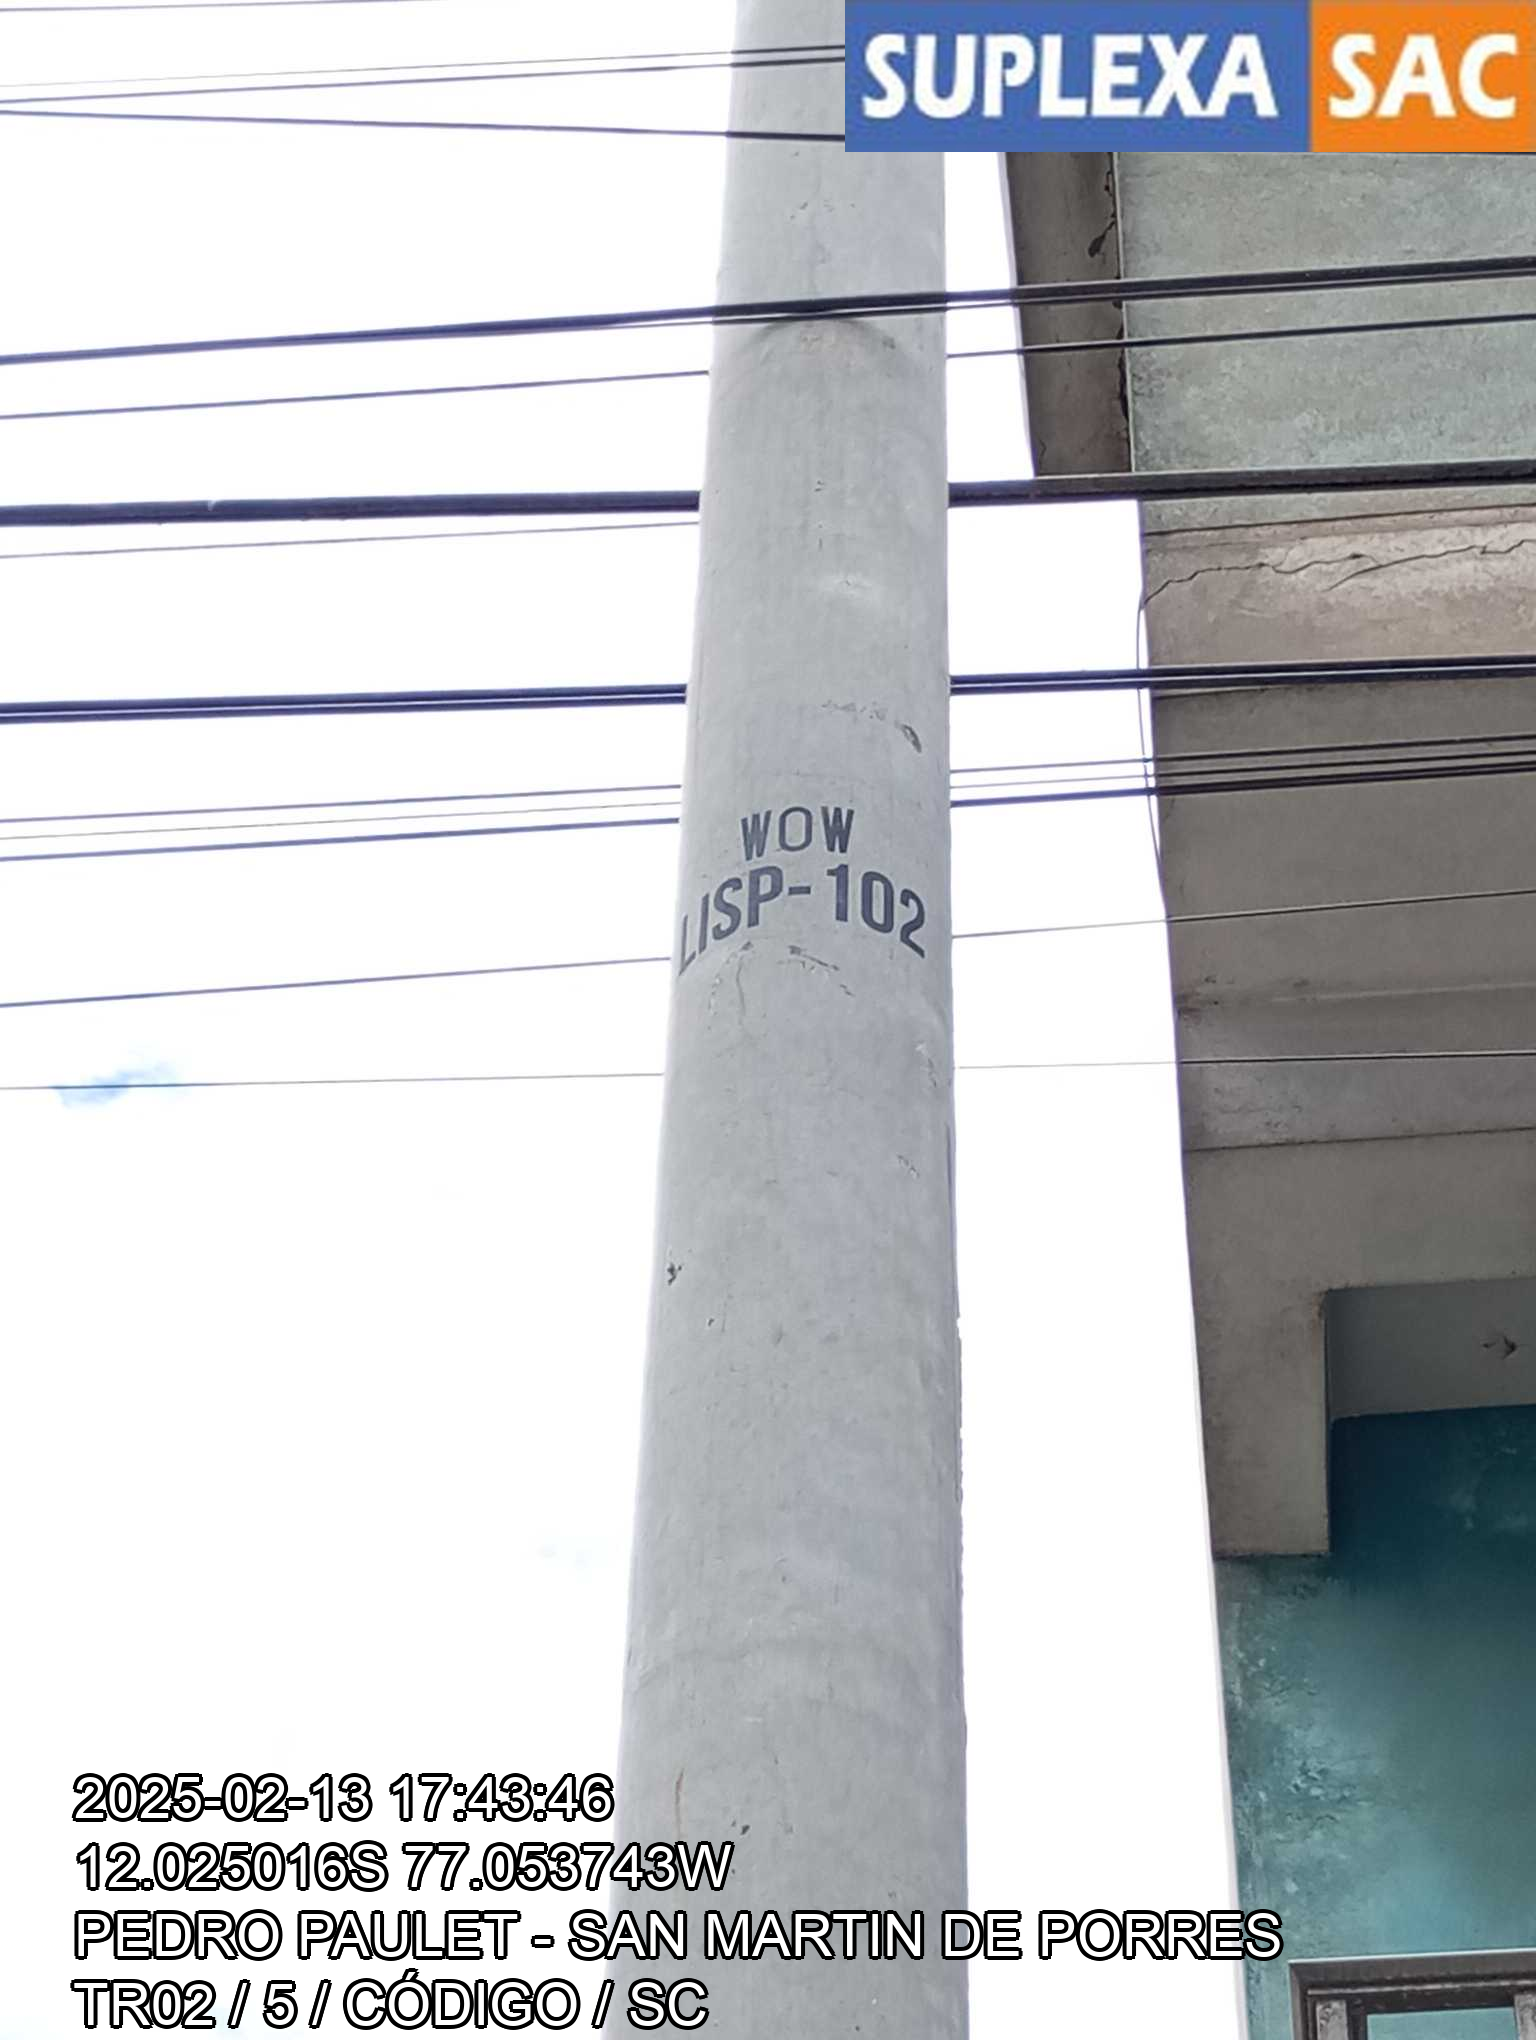 SUPLEXA SAC
WOW
LISP-102
2025-02-13 17:43:46
12.025016S 77.053743W
PEDRO PAULET - SAN MARTIN DE PORRES
TR02 / 5 / CÓDIGO / SC